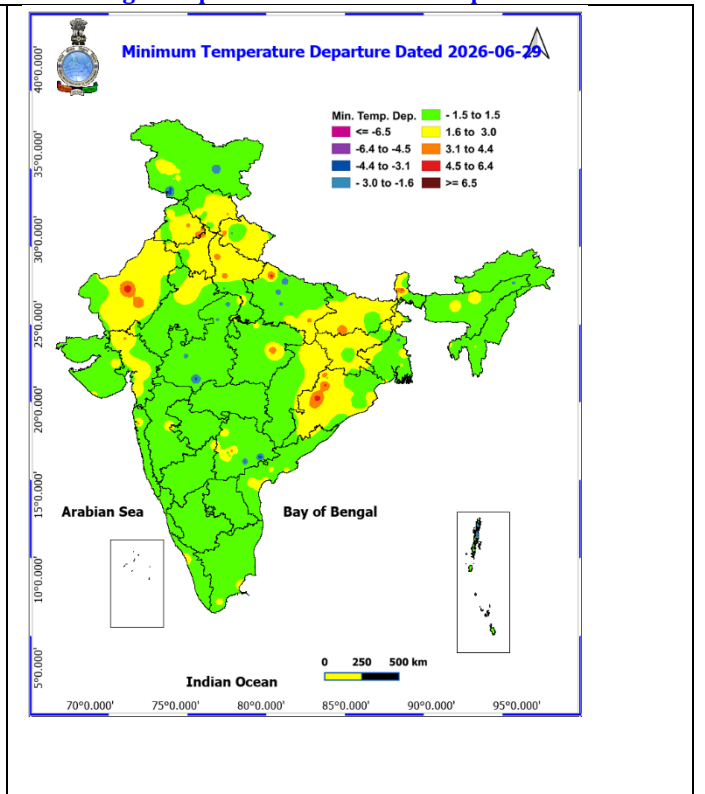 Minimum Temperature Departure Dated 2026-06-29
Min. Temp. Dep.
<= -6.5
-6.4 to -4.5
-4.4 to -3.1
- 3.0 to -1.6
- 1.5 to 1.5
1.6 to 3.0
3.1 to 4.4
4.5 to 6.4
>= 6.5
40°0.000'
35°0.000'
30°0.000'
25°0.000'
20°0.000'
15°0.000'
10°0.000'
5°0.000'
Arabian Sea
Bay of Bengal
Indian Ocean
0 250 500 km
70°0.000' 75°0.000' 80°0.000' 85°0.000' 90°0.000' 95°0.000'